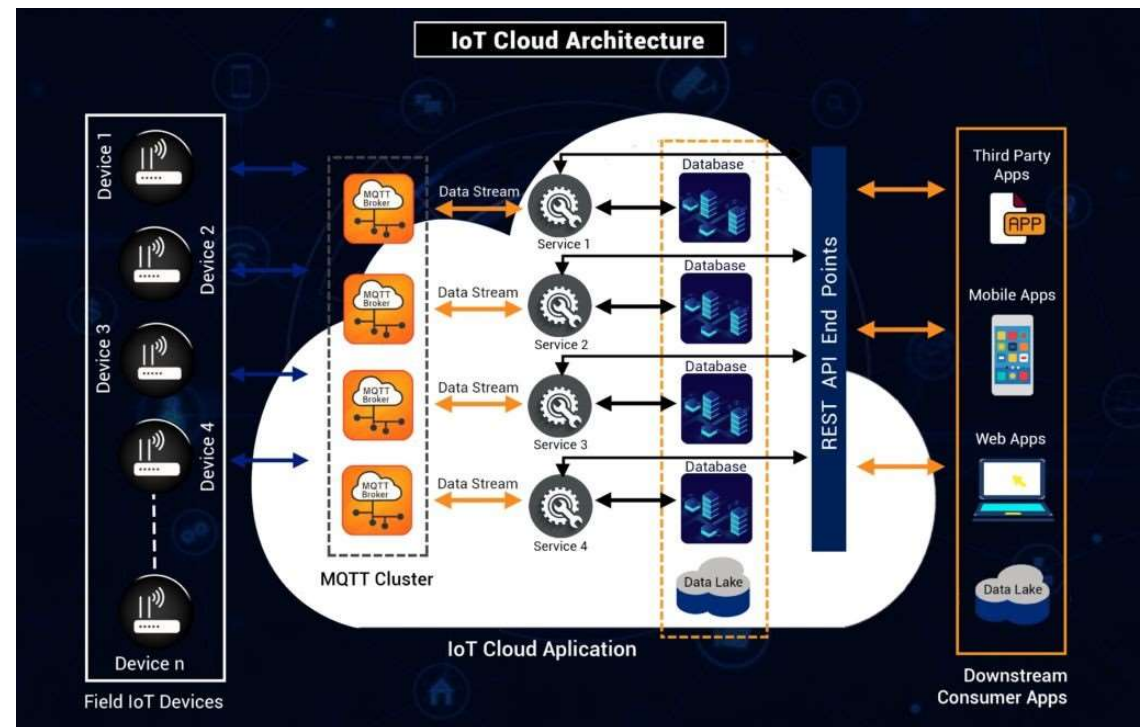 IoT Cloud Architecture
Device 1
Device 2
Device 3
Device 4
Device n
Field IoT Devices
MQTT
Broker
MQTT
Broker
MQTT
Broker
MQTT
Broker
MQTT Cluster
Data Stream
Data Stream
Data Stream
Data Stream
Service 1
Service 2
Service 3
Service 4
Database
Database
Database
Database
Data Lake
IoT Cloud Aplication
REST API End Points
Third Party
Apps
APP
Mobile Apps
Web Apps
Data Lake
Downstream
Consumer Apps